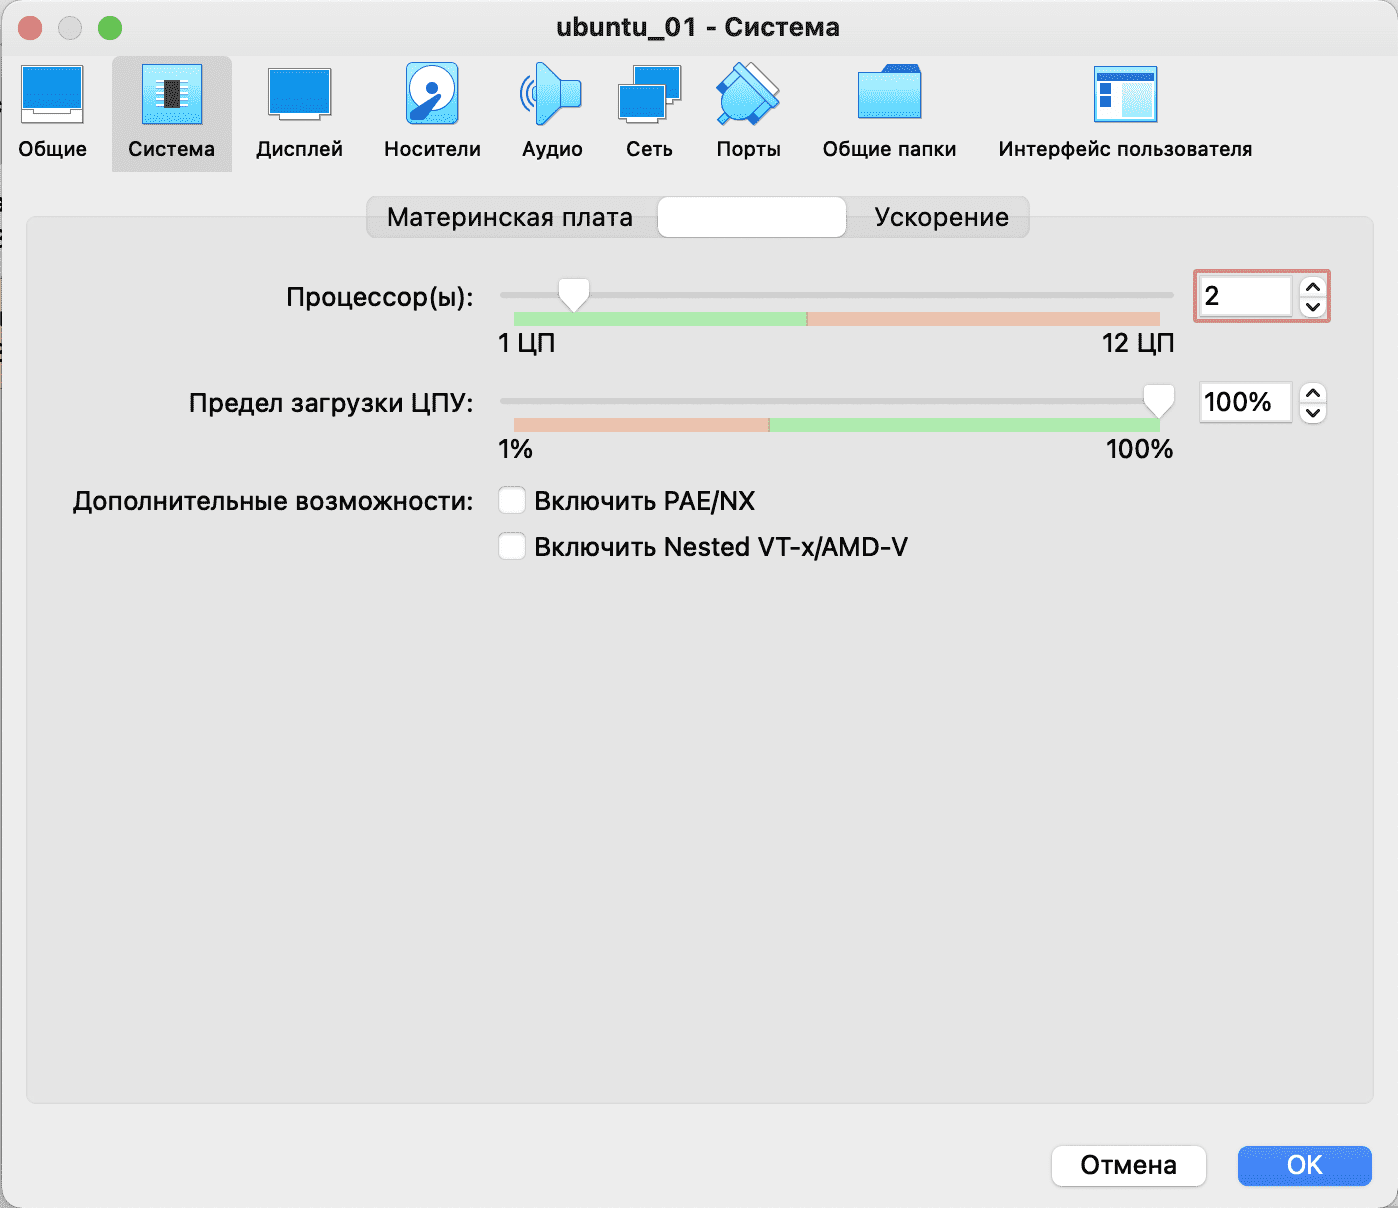 ubuntu_01 - Система
Общие
Система
Дисплей
Носители
Аудио
Сеть
Порты
Общие папки
Интерфейс пользователя
Материнская плата
Ускорение
Процессор(ы):
2
1 ЦП
12 ЦП
Предел загрузки ЦПУ:
100%
1%
100%
Дополнительные возможности:
Включить PAE/NX
Включить Nested VT-x/AMD-V
Отмена
OK